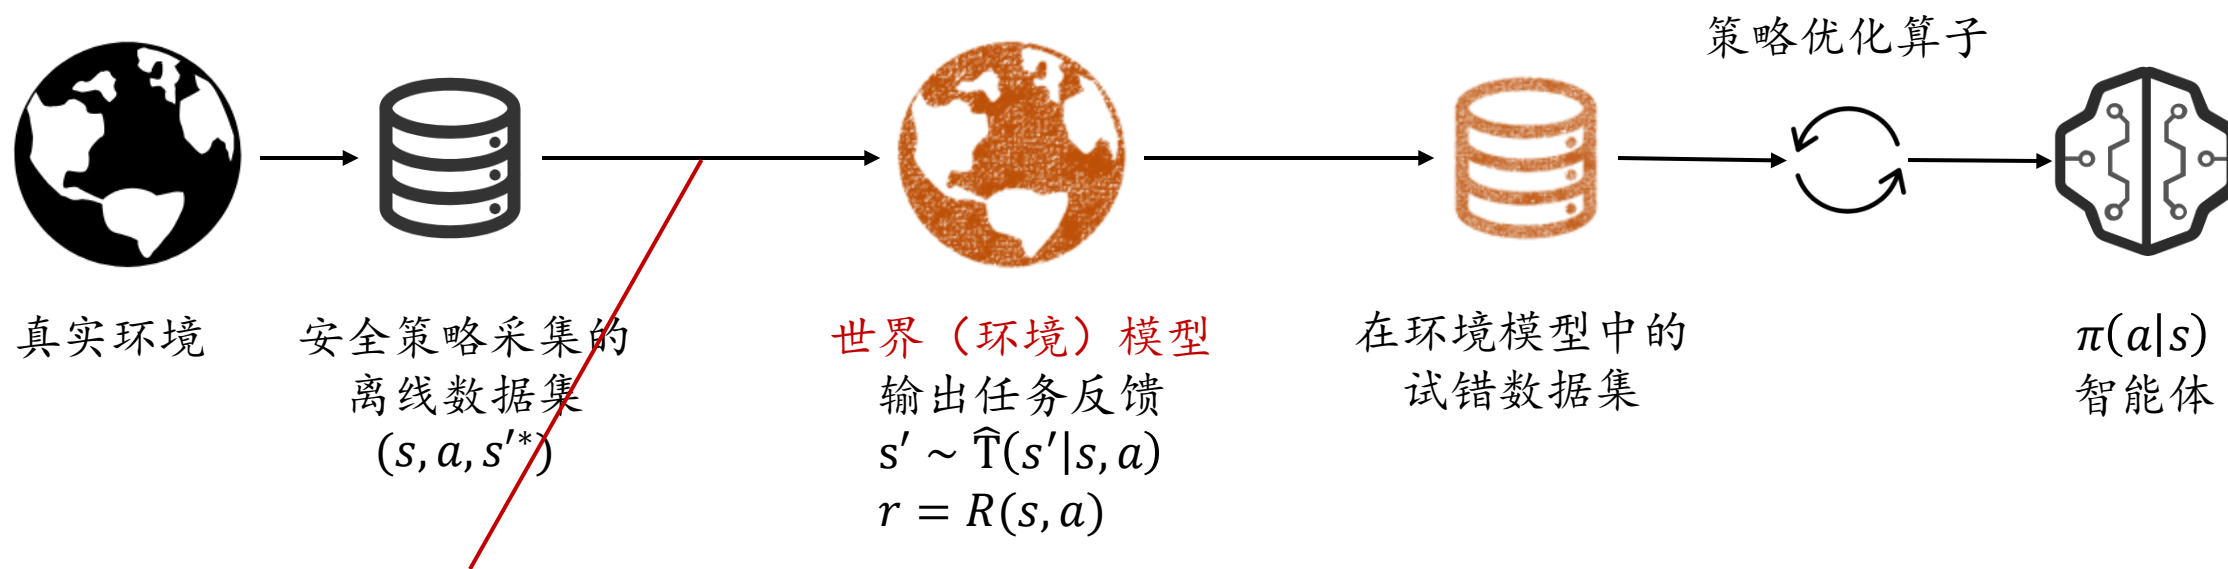 策略优化算子
真实环境
安全策略采集的
离线数据集
(s, a, s′*)
世界（环境）模型
输出任务反馈
s′ ~ T̂(s′|s, a)
r = R(s, a)
在环境模型中的
试错数据集
π(a|s)
智能体